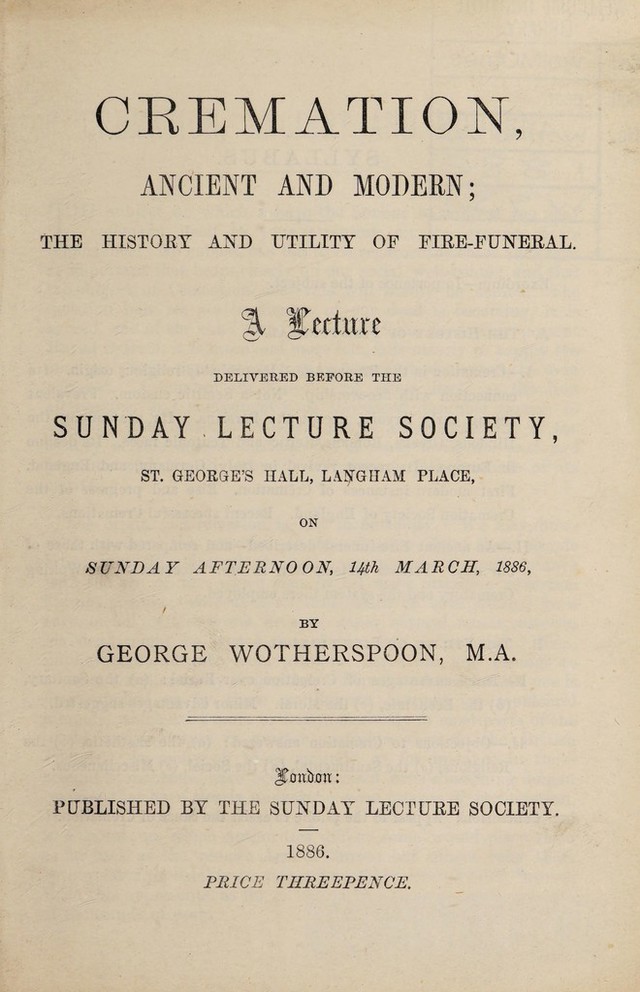 CREMATION,
ANCIENT AND MODERN;
THE HISTORY AND UTILITY OF FIRE-FUNERAL.
A Lecture
DELIVERED BEFORE THE
SUNDAY LECTURE SOCIETY,
ST. GEORGE'S HALL, LANGHAM PLACE,
ON
SUNDAY AFTERNOON, 14th MARCH, 1886,
BY
GEORGE WOTHERSPOON, M.A.
London:
PUBLISHED BY THE SUNDAY LECTURE SOCIETY.
1886.
PRICE THREEPENCE.